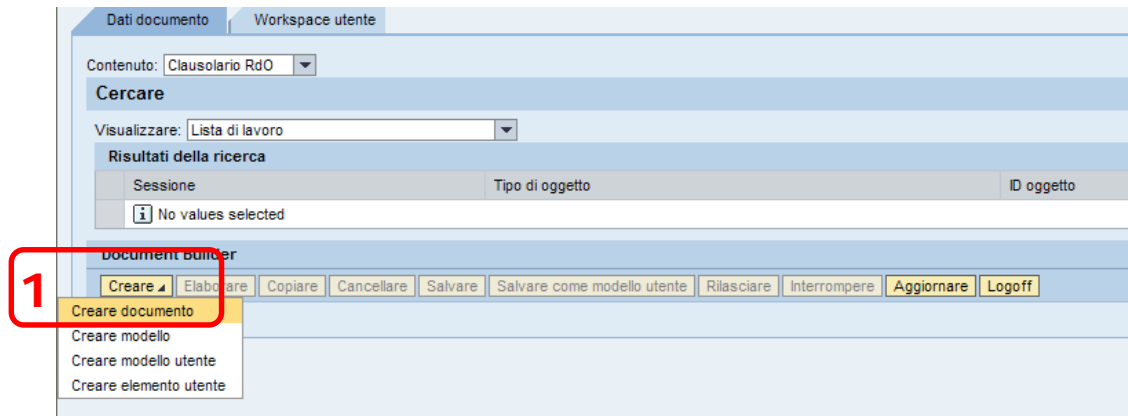 Dati documento Workspace utente
Contenuto: Clausolario RdO
Cercare
Visualizzare: Lista di lavoro
Risultati della ricerca
Sessione Tipo di oggetto ID oggetto
i No values selected
Document Builder
1
Creare Elaborare Copiare Cancellare Salvare Salvare come modello utente Rilasciare Interrompere Aggiornare Logoff
Creare documento
Creare modello
Creare modello utente
Creare elemento utente